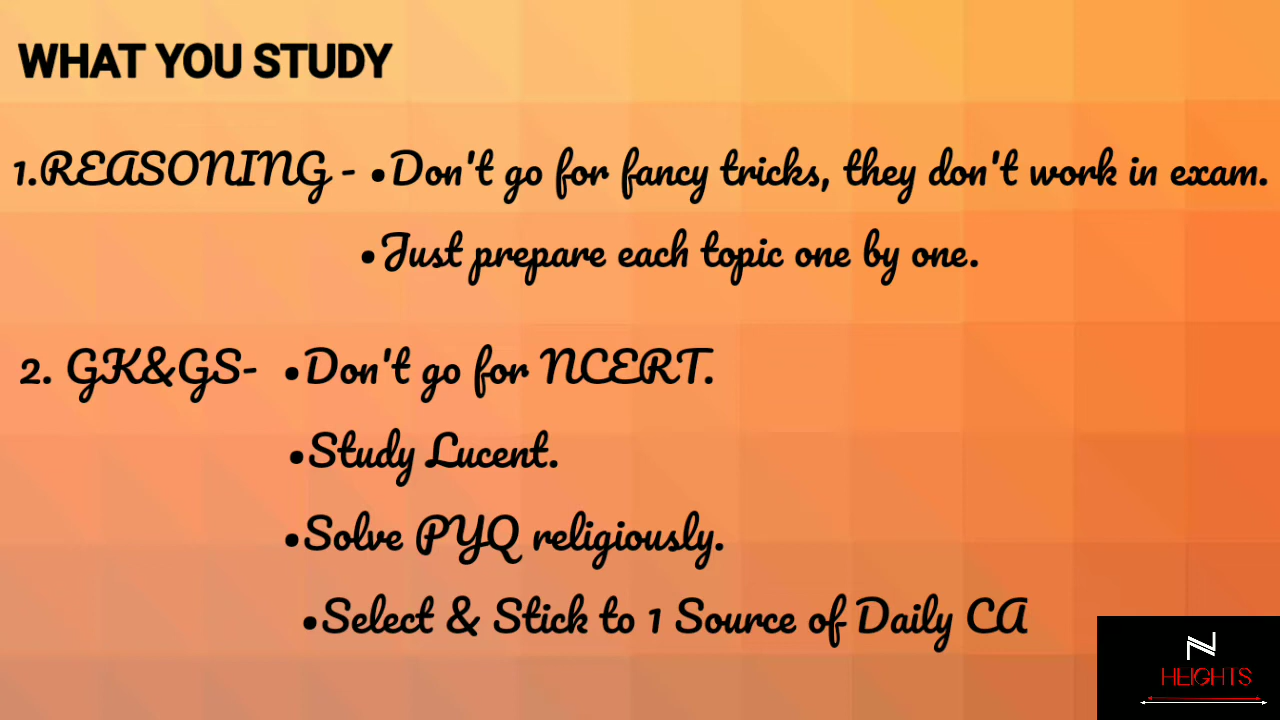 WHAT YOU STUDY
1.REASONING - •Don't go for fancy tricks, they don't work in exam.
•Just prepare each topic one by one.
2. GK&GS- •Don't go for NCERT.
•Study Lucent.
•Solve PYQ religiously.
•Select & Stick to 1 Source of Daily CA
N
HEIGHTS